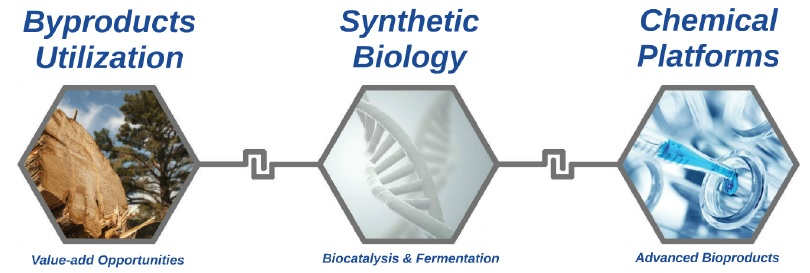 Byproducts
Utilization
Synthetic
Biology
Chemical
Platforms
Value-add Opportunities
Biocatalysis & Fermentation
Advanced Bioproducts